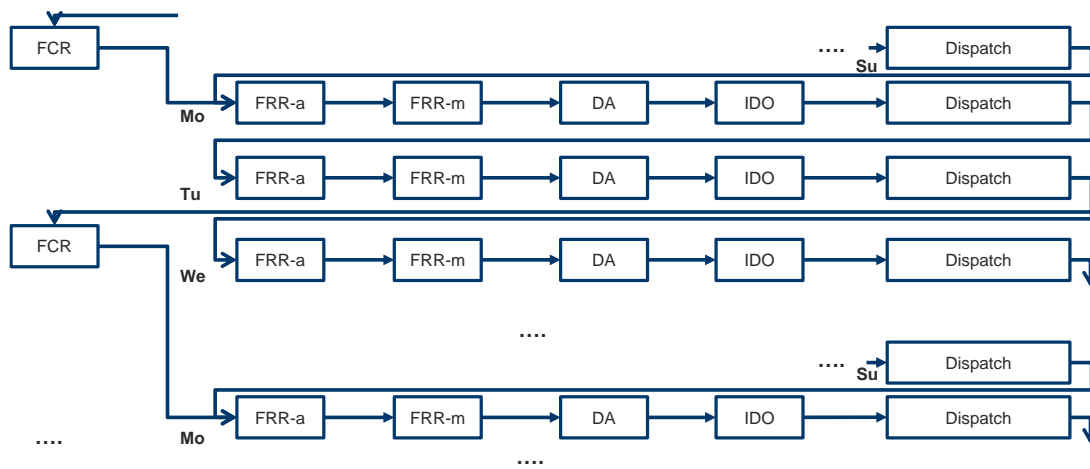 FCR
.... Su Dispatch
Mo FRR-a FRR-m DA IDO Dispatch
Tu FRR-a FRR-m DA IDO Dispatch
FCR
We FRR-a FRR-m DA IDO Dispatch
....
.... Su Dispatch
Mo FRR-a FRR-m DA IDO Dispatch
....
....